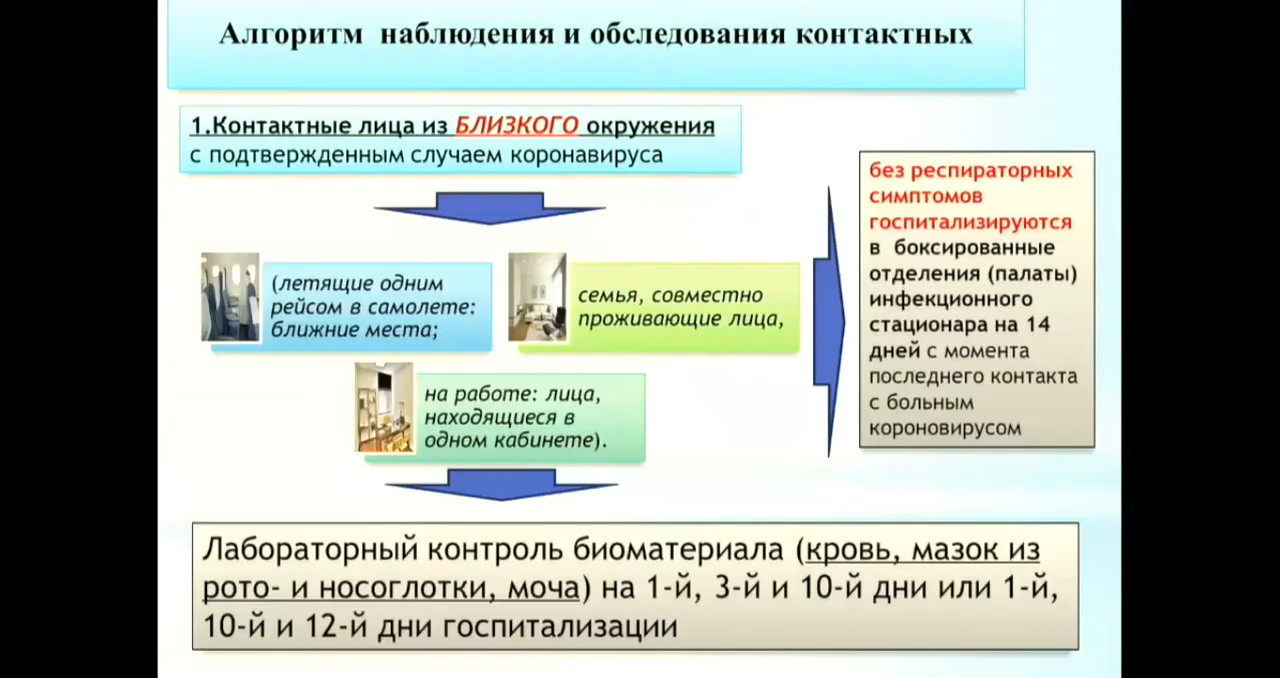 Алгоритм наблюдения и обследования контактных
1.Контактные лица из БЛИЗКОГО окружения
с подтвержденным случаем коронавируса
(летящие одним
рейсом в самолете:
ближние места;
семья, совместно
проживающие лица,
на работе: лица,
находящиеся в
одном кабинете).
без респираторных
симптомов
госпитализируются
в боксированные
отделения (палаты)
инфекционного
стационара на 14
дней с момента
последнего контакта
с больным
короновирусом
Лабораторный контроль биоматериала (кровь, мазок из
рото- и носоглотки, моча) на 1-й, 3-й и 10-й дни или 1-й,
10-й и 12-й дни госпитализации